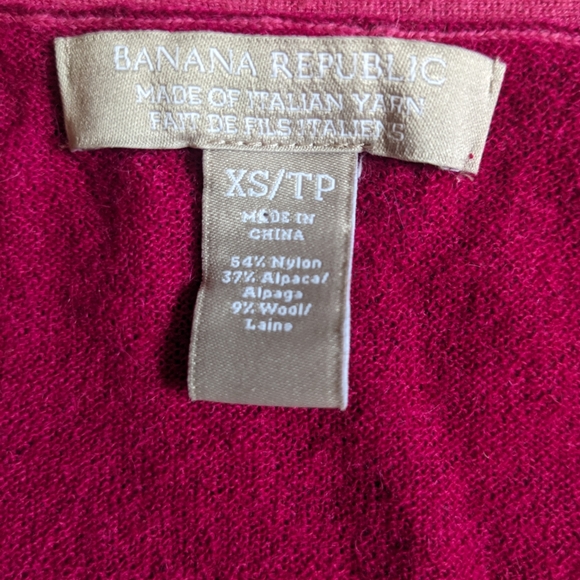 BANANA REPUBLIC
MADE OF ITALIAN YARN
FAIT DE FILS ITALIENS
XS/TP
MADE IN
CHINA
54% Nylon
37% Alpaca/
Alpaga
9% Wool/
Laine